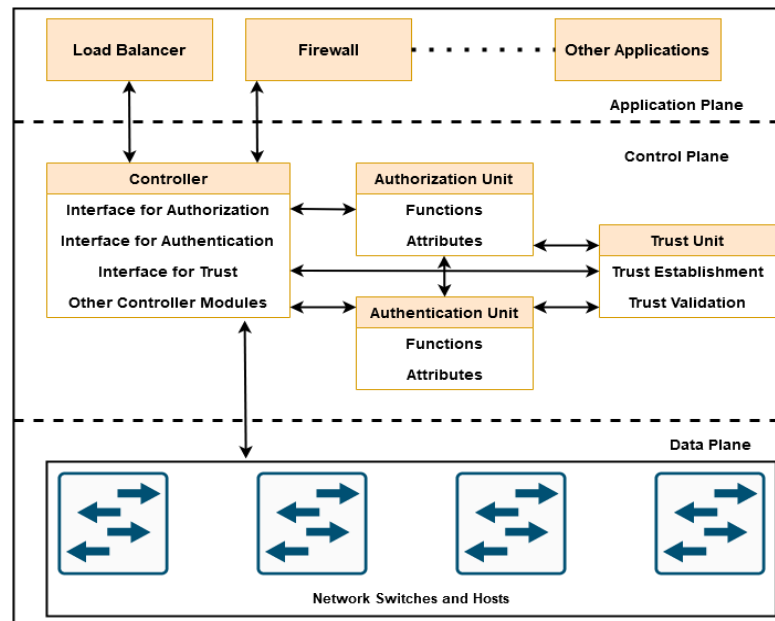 Load Balancer
Firewall
Other Applications
Application Plane
Control Plane
Controller
Interface for Authorization
Interface for Authentication
Interface for Trust
Other Controller Modules
Authorization Unit
Functions
Attributes
Trust Unit
Trust Establishment
Trust Validation
Authentication Unit
Functions
Attributes
Data Plane
Network Switches and Hosts